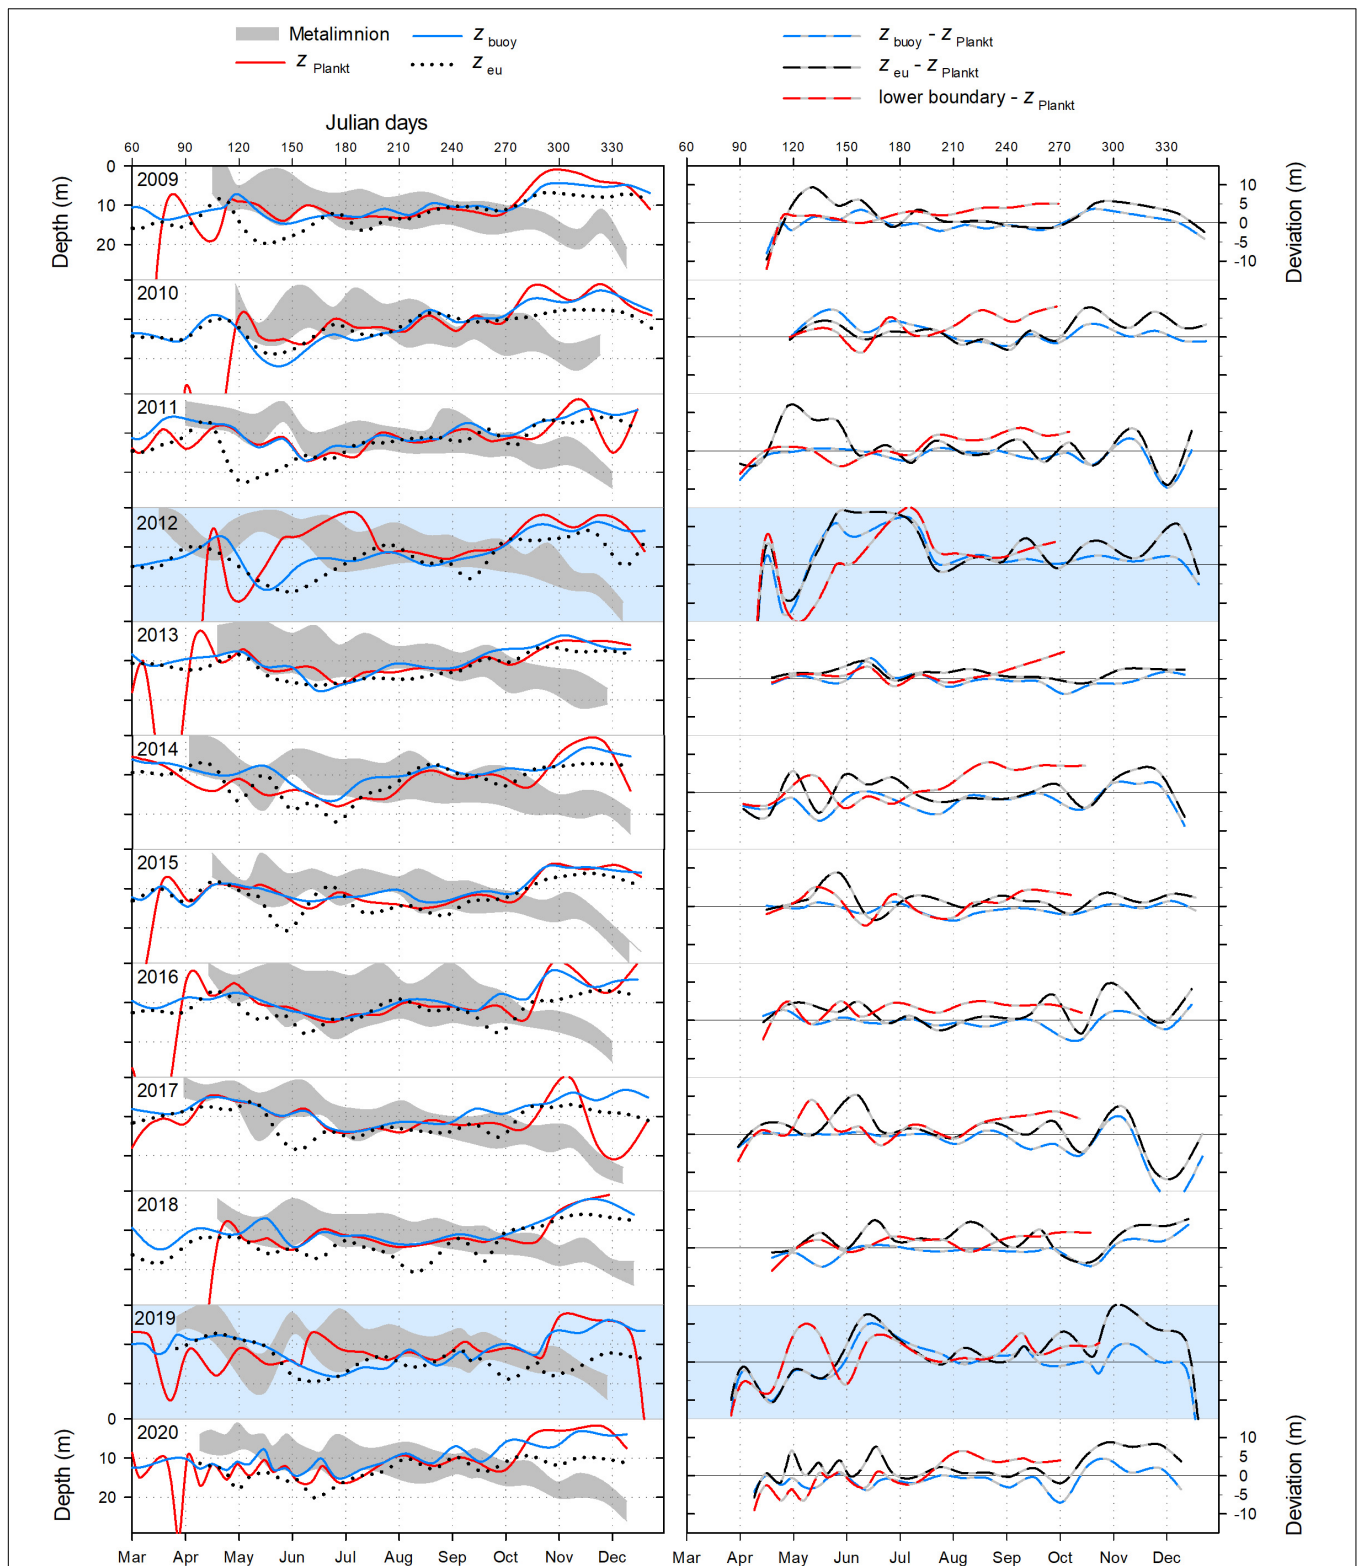 Metalimnion
z buoy
z Plankt
z eu
z buoy - z Plankt
z eu - z Plankt
lower boundary - z Plankt
Julian days
60 90 120 150 180 210 240 270 300 330
90 120 150 180 210 240 270 300 330
Depth (m)
0
10
20
2009
10
5
0
-5
-10
Deviation (m)
2010
2011
2012
2013
2014
2015
2016
2017
2018
2019
Depth (m)
0
10
20
2020
10
5
0
-5
-10
Deviation (m)
Mar Apr May Jun Jul Aug Sep Oct Nov Dec
Mar Apr May Jun Jul Aug Sep Oct Nov Dec